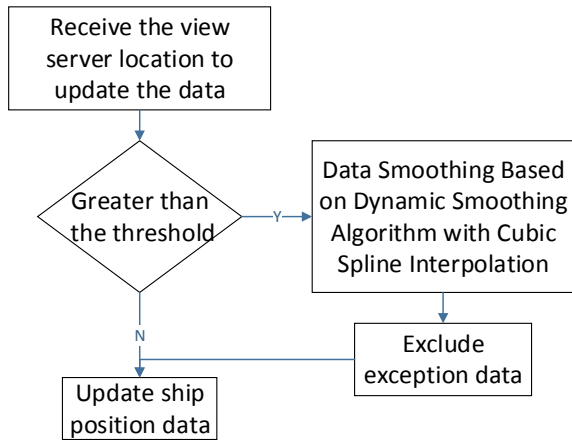 Receive the view
server location to
update the data
Greater than
the threshold
Y
Data Smoothing Based
on Dynamic Smoothing
Algorithm with Cubic
Spline Interpolation
N
Exclude
exception data
Update ship
position data